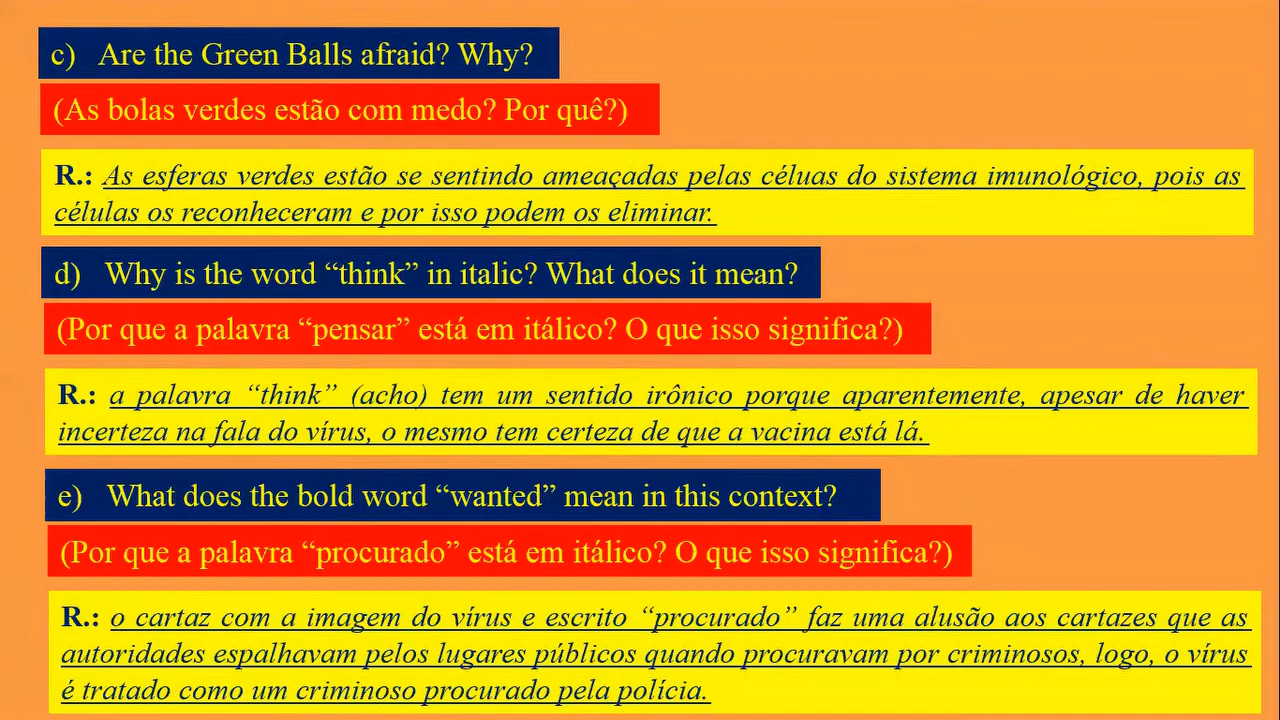 c) Are the Green Balls afraid? Why?
(As bolas verdes estão com medo? Por quê?)
R.: As esferas verdes estão se sentindo ameaçadas pelas céluas do sistema imunológico, pois as
células os reconheceram e por isso podem os eliminar.
d) Why is the word “think” in italic? What does it mean?
(Por que a palavra “pensar” está em itálico? O que isso significa?)
R.: a palavra “think” (acho) tem um sentido irônico porque aparentemente, apesar de haver
incerteza na fala do vírus, o mesmo tem certeza de que a vacina está lá.
e) What does the bold word “wanted” mean in this context?
(Por que a palavra “procurado” está em itálico? O que isso significa?)
R.: o cartaz com a imagem do vírus e escrito “procurado” faz uma alusão aos cartazes que as
autoridades espalhavam pelos lugares públicos quando procuravam por criminosos, logo, o vírus
é tratado como um criminoso procurado pela polícia.